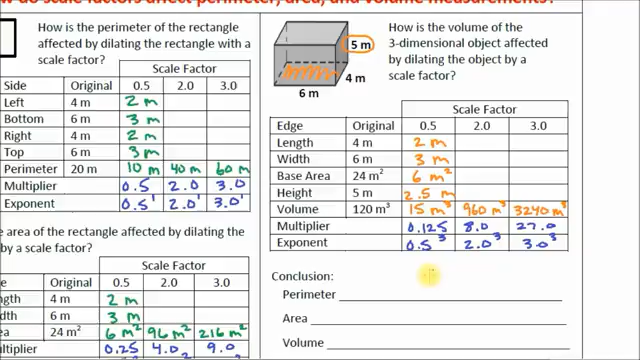 w do scale factors affect perimeter, area, and volume measurements?
How is the perimeter of the rectangle
affected by dilating the rectangle with a
scale factor?
Scale Factor
Side Original 0.5 2.0 3.0
Left 4 m 2 m
Bottom 6 m 3 m
Right 4 m 2 m
Top 6 m 3 m
Perimeter 20 m 10 m 40 m 60 m
Multiplier 0.5 2.0 3.0
Exponent 0.5¹ 2.0¹ 3.0¹
e area of the rectangle affected by dilating
by a scale factor?
Scale Factor
Original 0.5 2.0 3.0
ength 4 m 2 m
idth 6 m 3 m
ea 24 m² 6 m² 96 m² 216 m²
ultiplier 0.25 4.0 9.0
5 m
4 m
6 m
How is the volume of the
3-dimensional object affected
by dilating the object by a
scale factor?
Scale Factor
Edge Original 0.5 2.0 3.0
Length 4 m 2 m
Width 6 m 3 m
Base Area 24 m² 6 m²
Height 5 m 2.5 m
Volume 120 m³ 15 m³ 960 m³ 3240 m³
Multiplier 0.125 8.0 27.0
Exponent 0.5³ 2.0³ 3.0³
Conclusion:
Perimeter
Area
Volume